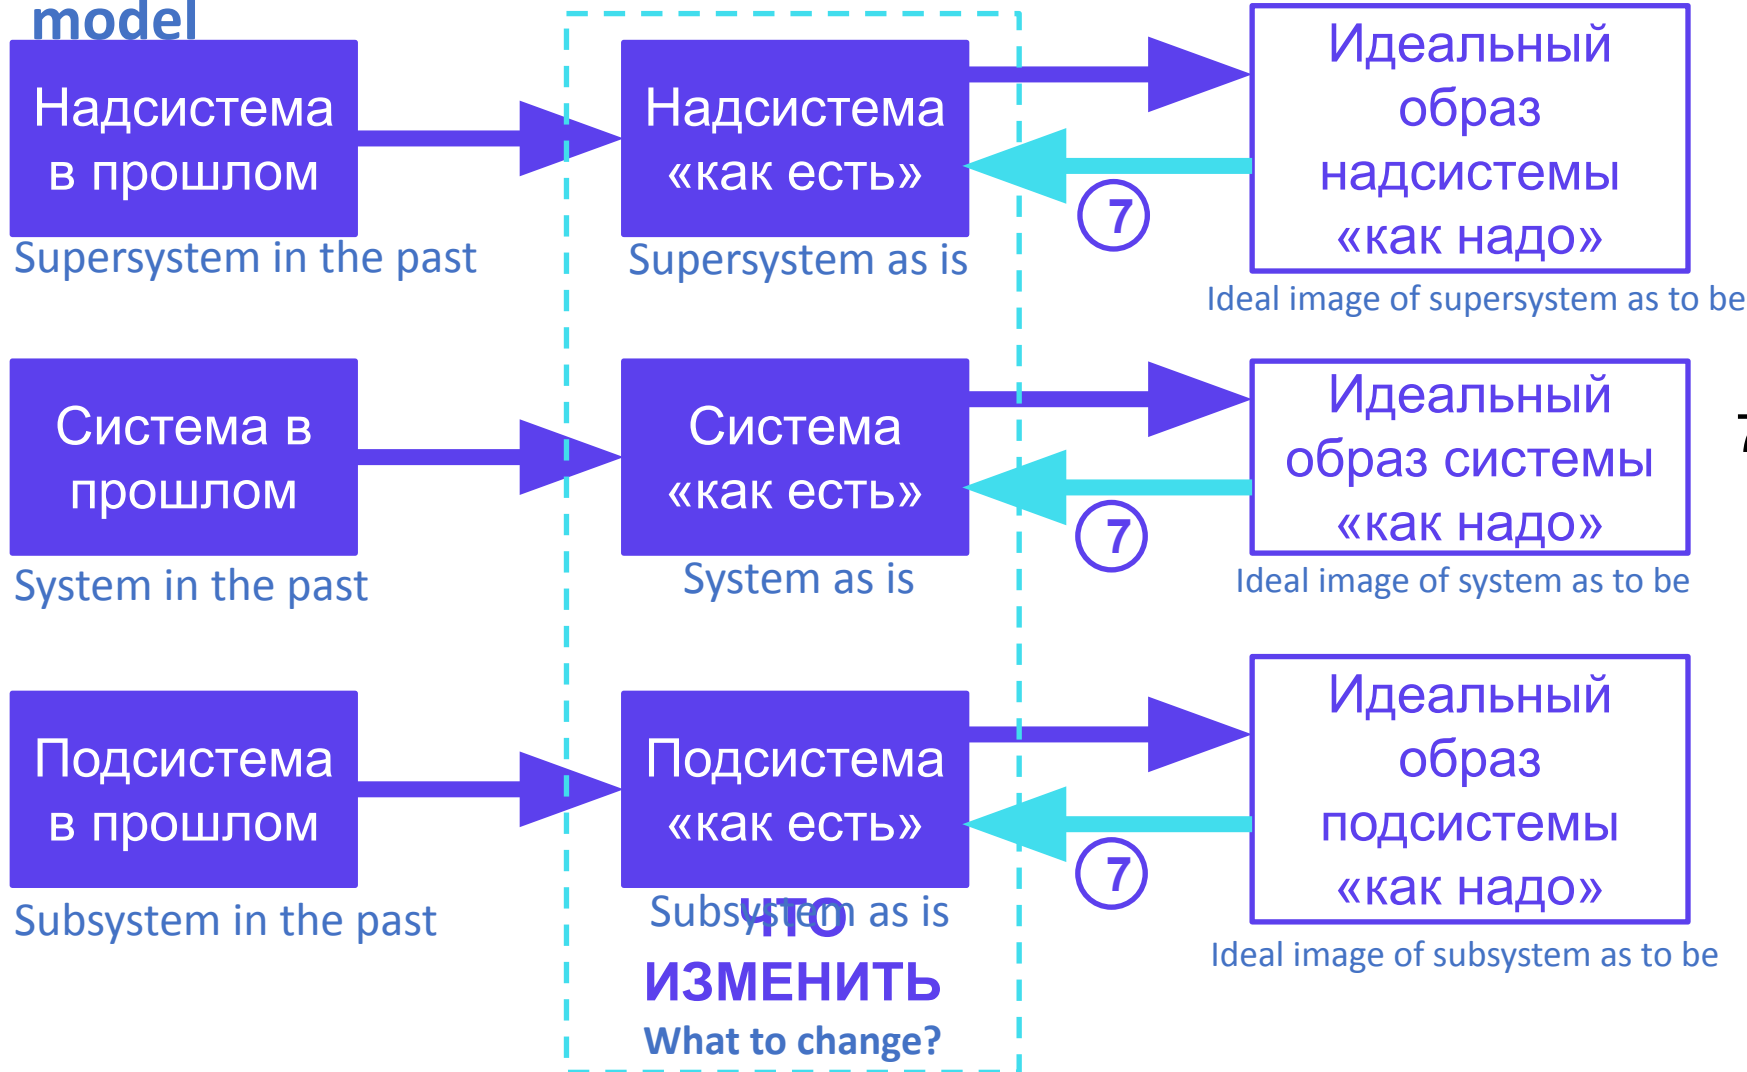 model
Надсистема
в прошлом
Supersystem in the past
Надсистема
«как есть»
Supersystem as is
7
Идеальный
образ
надсистемы
«как надо»
Ideal image of supersystem as to be
Система в
прошлом
System in the past
Система
«как есть»
System as is
7
Идеальный
образ системы
«как надо»
Ideal image of system as to be
Подсистема
в прошлом
Subsystem in the past
Подсистема
«как есть»
Subsystem as is
ЧТО
ИЗМЕНИТЬ
What to change?
7
Идеальный
образ
подсистемы
«как надо»
Ideal image of subsystem as to be